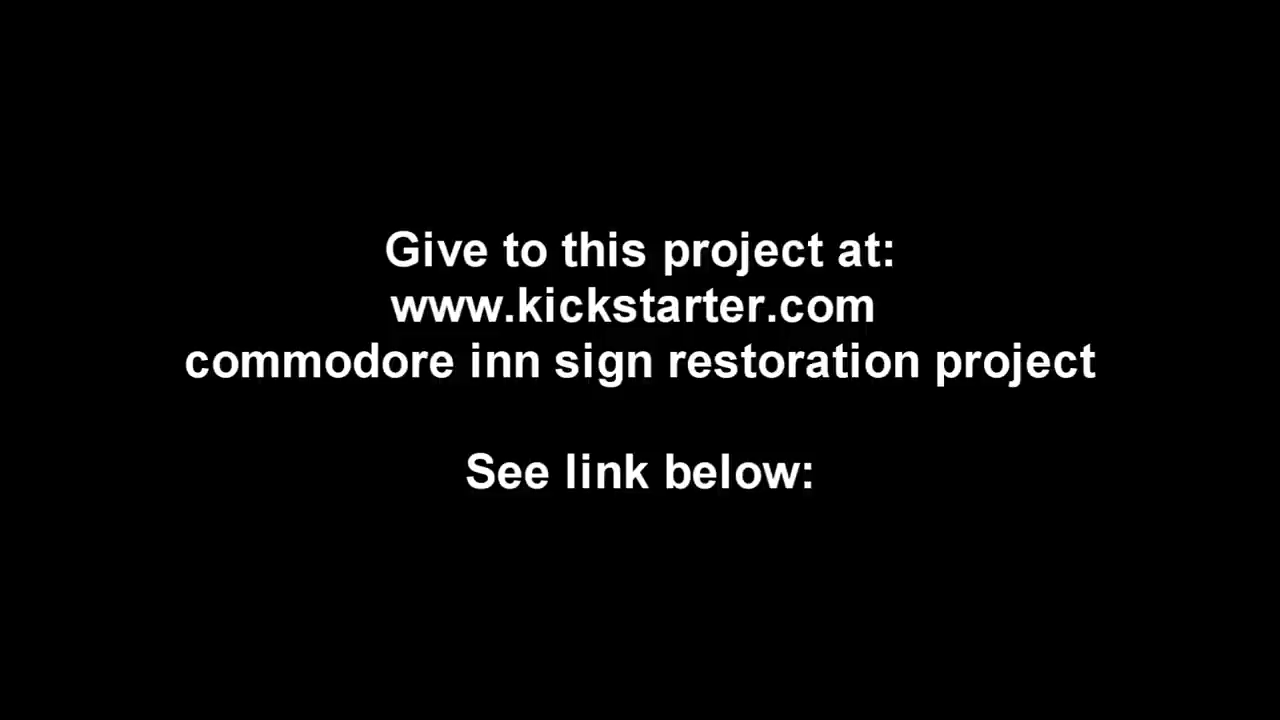 Give to this project at:
www.kickstarter.com
commodore inn sign restoration project
See link below: